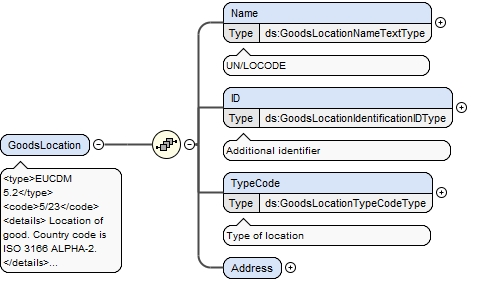 Name
Type ds:GoodsLocationNameTextType
UN/LOCODE
ID
Type ds:GoodsLocationIdentificationIDType
Additional identifier
GoodsLocation
<type>EUCDM
5.2</type>
<code>5/23</code>
<details> Location of
good. Country code is
ISO 3166 ALPHA-2.
</details>...
TypeCode
Type ds:GoodsLocationTypeCodeType
Type of location
Address